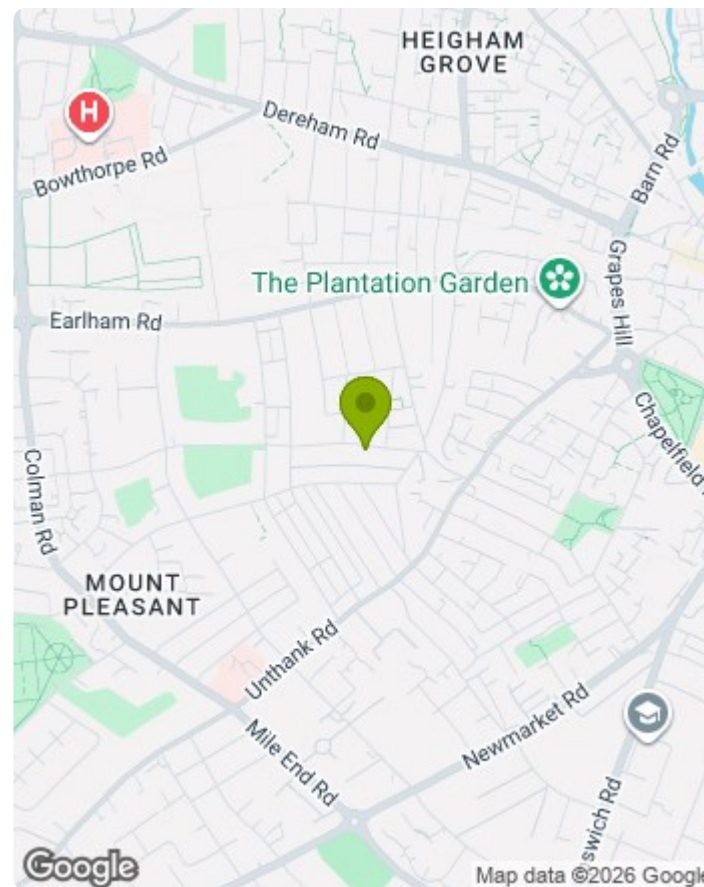 HEIGHAM
GROVE
H
Dereham Rd
Bowthorpe Rd
Barn Rd
The Plantation Garden
Grapes Hill
Earlham Rd
Chapelfield
Colman Rd
MOUNT
PLEASANT
Unthank Rd
Newmarket Rd
Mile End Rd
swich Rd
Google
Map data ©2026 Google